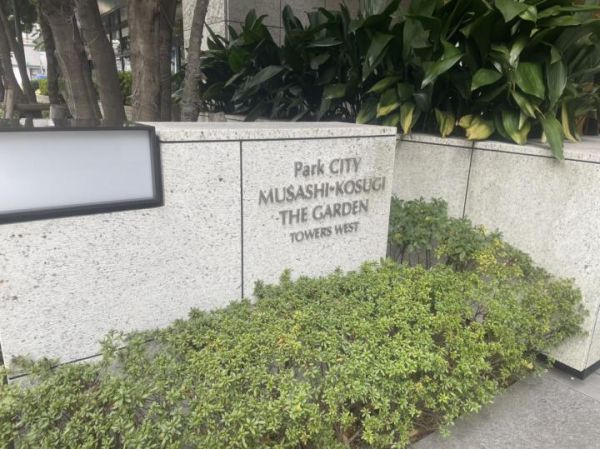 Park CITY
MUSASHI•KOSUGI
THE GARDEN
TOWERS WEST